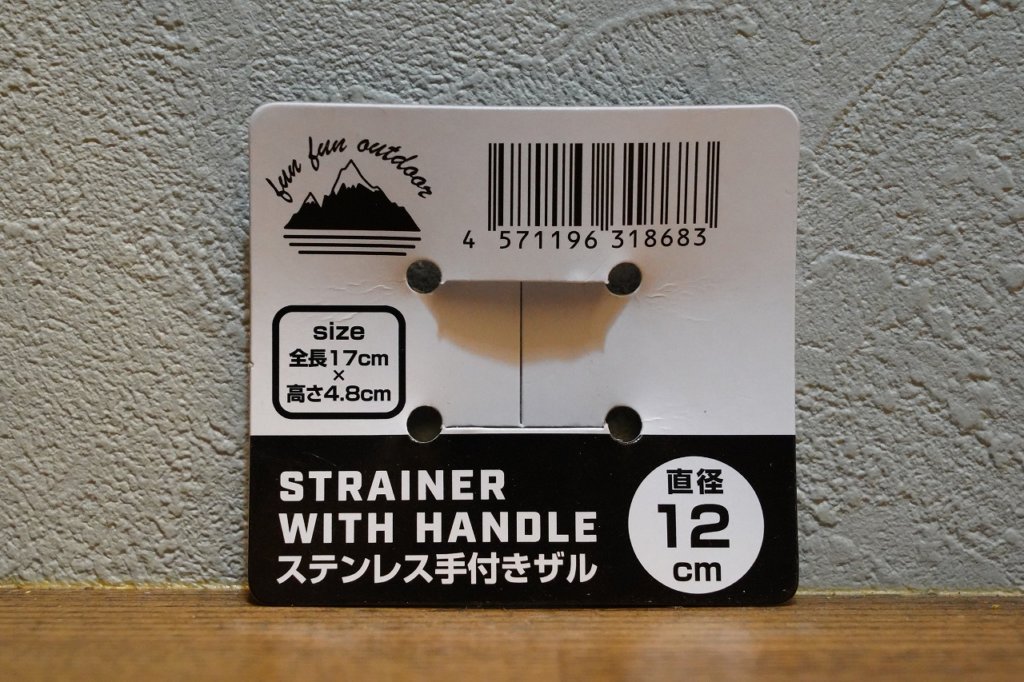 fun fun outdoor
4 571196 318683
size
全長17cm
×
高さ4.8cm
STRAINER
WITH HANDLE
ステンレス手付きザル
直径
12
cm